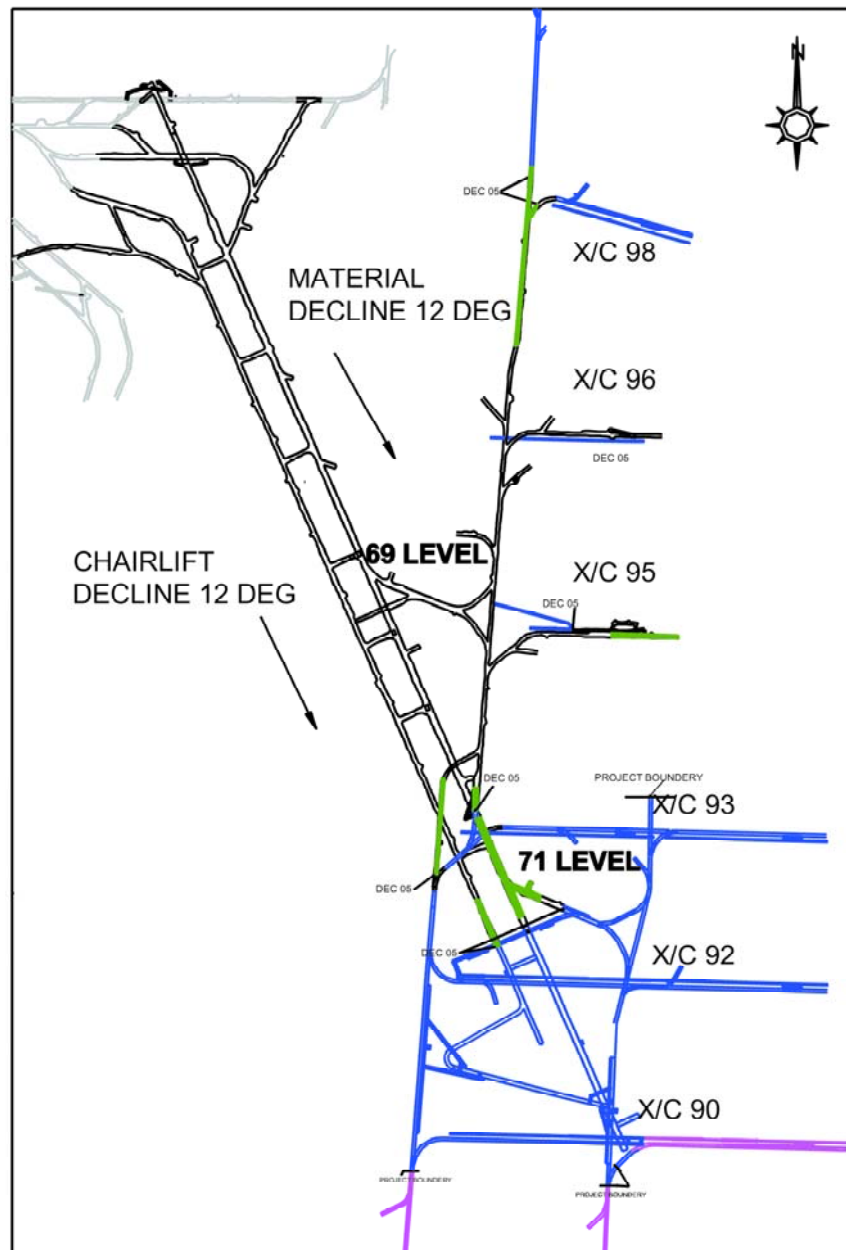 N
DEC 05
X/C 98
MATERIAL
DECLINE 12 DEG
X/C 96
DEC 05
69 LEVEL
CHAIRLIFT
DECLINE 12 DEG
X/C 95
DEC 05
DEC 05
PROJECT BOUNDERY
X/C 93
71 LEVEL
DEC 05
DEC 05
X/C 92
X/C 90
PROJECT BOUNDERY
PROJECT BOUNDERY